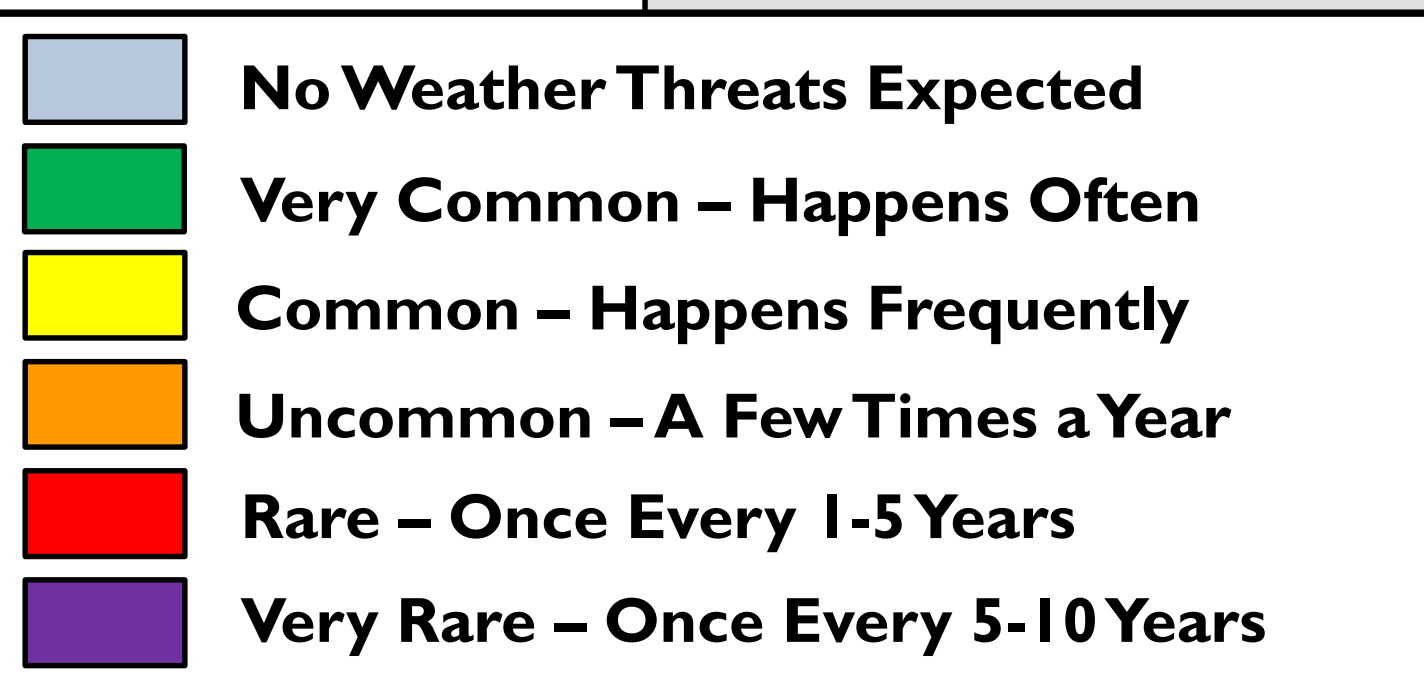 No Weather Threats Expected
Very Common – Happens Often
Common – Happens Frequently
Uncommon – A Few Times a Year
Rare – Once Every 1-5 Years
Very Rare – Once Every 5-10 Years